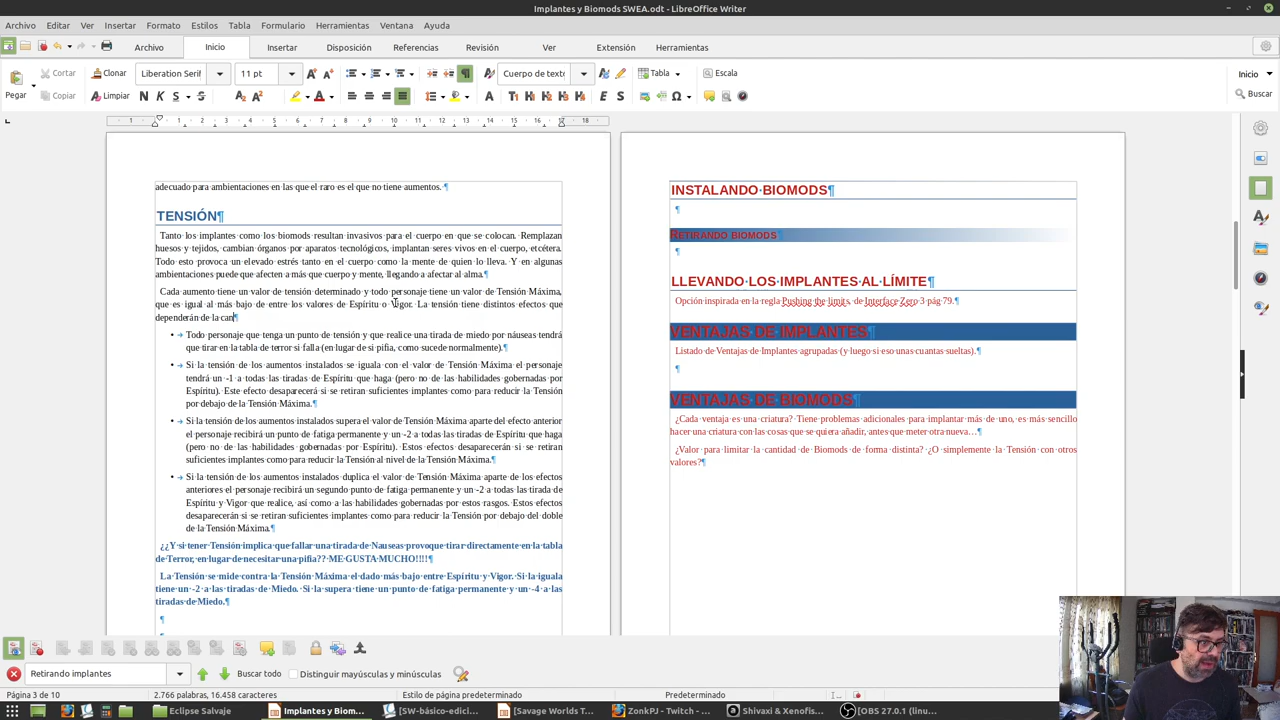 Implantes y Biomods SWEA.odt - LibreOffice Writer
Archivo Editar Ver Insertar Formato Estilos Tabla Formulario Herramientas Ventana Ayuda
Archivo Inicio Insertar Disposición Referencias Revisión Ver Extensión Herramientas
Pegar Cortar Clonar Liberation Serif 11 pt Cuerpo de texto Tabla Escala Inicio
Copiar Limpiar Buscar
adecuado para ambientaciones en las que el raro es el que no tiene aumentos.
TENSIÓN
Tanto los implantes como los biomods resultan invasivos para el cuerpo en que se colocan. Remplazan
huesos y tejidos, cambian órganos por aparatos tecnológicos, implantan seres vivos en el cuerpo, etcétera.
Todo esto provoca un elevado estrés tanto en el cuerpo como la mente de quien lo lleva. Y en algunas
ambientaciones puede que afecten a más que cuerpo y mente, llegando a afectar al alma.
Cada aumento tiene un valor de tensión determinado y todo personaje tiene un valor de Tensión Máxima,
que es igual al más bajo de entre los valores de Espíritu o Vigor. La tensión tiene distintos efectos que
dependerán de la can
• Todo personaje que tenga un punto de tensión y que realice una tirada de miedo por náuseas tendrá
que tirar en la tabla de terror si falla (en lugar de si pifia, como sucede normalmente).
• Si la tensión de los aumentos instalados se iguala con el valor de Tensión Máxima el personaje
tendrá un -1 a todas las tiradas de Espíritu que haga (pero no de las habilidades gobernadas por
Espíritu). Este efecto desaparecerá si se retiran suficientes implantes como para reducir la Tensión
por debajo de la Tensión Máxima.
• Si la tensión de los aumentos instalados supera el valor de Tensión Máxima aparte del efecto anterior
el personaje recibirá un punto de fatiga permanente y un -2 a todas las tiradas de Espíritu que haga
(pero no de las habilidades gobernadas por Espíritu). Estos efectos desaparecerán si se retiran
suficientes implantes como para reducir la Tensión al nivel de la Tensión Máxima.
• Si la tensión de los aumentos instalados duplica el valor de Tensión Máxima aparte de los efectos
anteriores el personaje recibirá un segundo punto de fatiga permanente y un -2 a todas las tirada de
Espíritu y Vigor que realice, así como a las habilidades gobernadas por estos rasgos. Estos efectos
desaparecerán si se retiran suficientes implantes como para reducir la Tensión por debajo del doble
de la Tensión Máxima.
¿¿Y si tener Tensión implica que fallar una tirada de Nauseas provoque tirar directamente en la tabla
de Terror, en lugar de necesitar una pifia?? ME GUSTA MUCHO!!!!
La Tensión se mide contra la Tensión Máxima el dado más bajo entre Espíritu y Vigor. Si la iguala
tiene un -2 a las tiradas de Miedo. Si la supera tiene un punto de fatiga permanente y un -4 a las
tiradas de Miedo.
INSTALANDO BIOMODS
RETIRANDO BIOMODS
LLEVANDO LOS IMPLANTES AL LÍMITE
Opción inspirada en la regla Pushing the limits, de Interface Zero 3 pág 79.
VENTAJAS DE IMPLANTES
Listado de Ventajas de Implantes agrupadas (y luego si eso unas cuantas sueltas).
VENTAJAS DE BIOMODS
¿Cada ventaja es una criatura? Tiene problemas adicionales para implantar más de uno, es más sencillo
hacer una criatura con las cosas que se quiera añadir, antes que meter otra nueva…
¿Valor para limitar la cantidad de Biomods de forma distinta? ¿O simplemente la Tensión con otros
valores?
Retirando implantes Buscar todo Distinguir mayúsculas y minúsculas
Página 3 de 10 2.766 palabras, 16.458 caracteres Estilo de página predeterminado Predeterminado
Eclipse Salvaje Implantes y Biom... [SW-básico-edici... [Savage Worlds T... ZonkPJ - Twitch - ... Shivaxi & Xenofis... OBS 27.0.1 (linu...